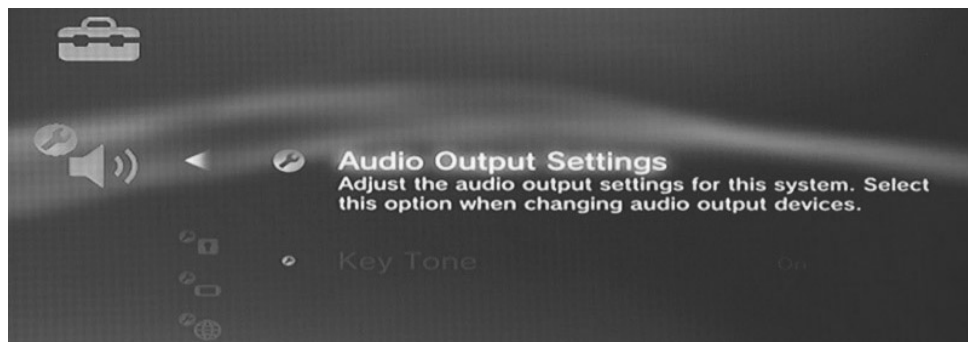 Audio Output Settings
Adjust the audio output settings for this system. Select
this option when changing audio output devices.
Key Tone
On